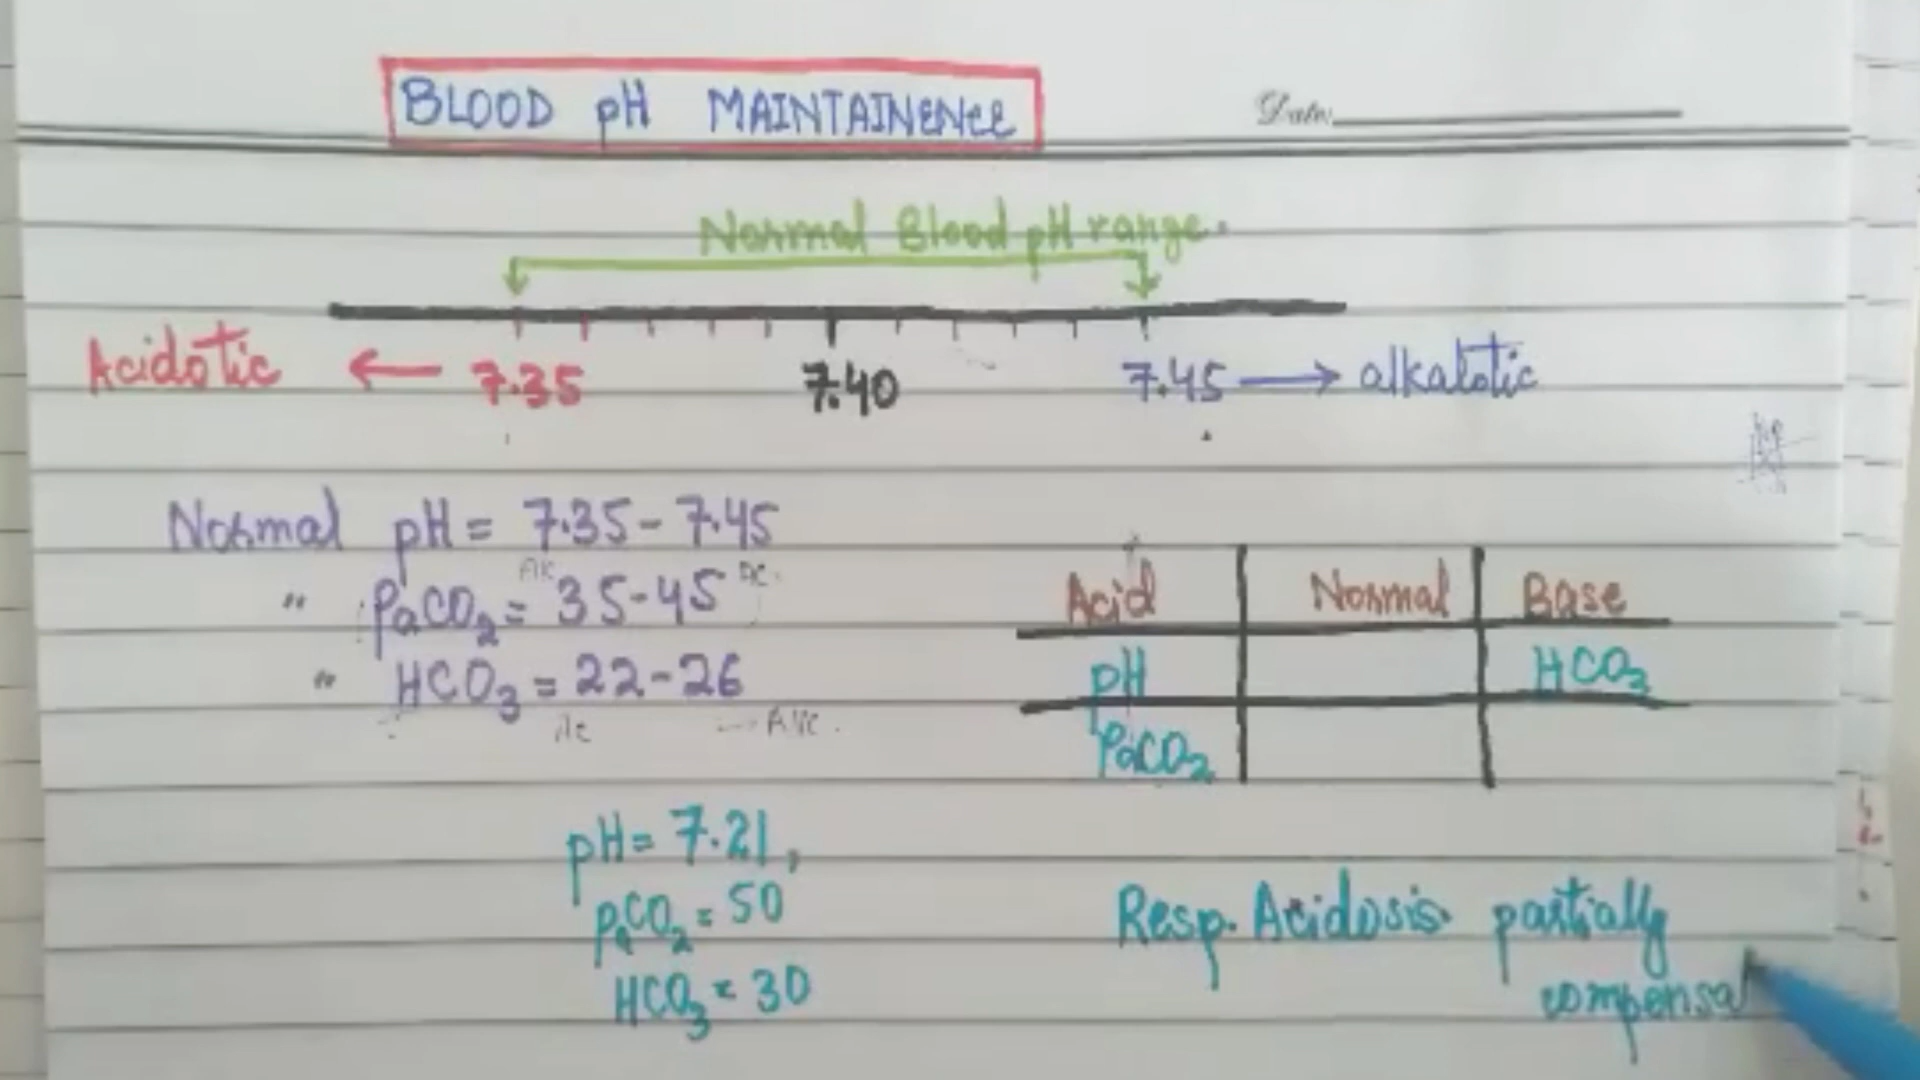 BLOOD pH MAINTAINENCE
Date
Normal Blood pH range.
Acidotic ← 7.35 7.40 7.45 → alkalotic
Normal pH = 7.35 - 7.45
" PaCO2 = 35-45
" HCO3 = 22-26
Acid Normal Base
pH HCO3
PaCO2
pH = 7.21,
PaCO2 = 50
HCO3 = 30
Resp. Acidosis partially
compensat